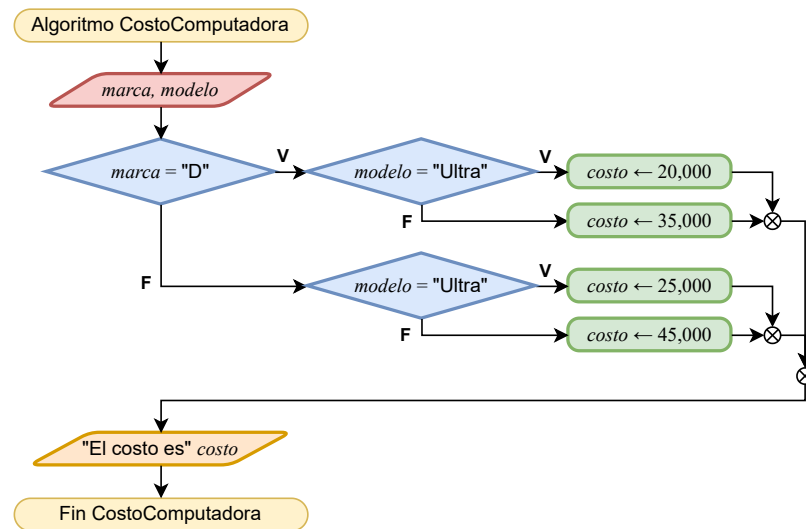 Algoritmo CostoComputadora
marca, modelo
marca = "D"
V
modelo = "Ultra"
V
costo ← 20,000
F
costo ← 35,000
F
modelo = "Ultra"
V
costo ← 25,000
F
costo ← 45,000
"El costo es" costo
Fin CostoComputadora